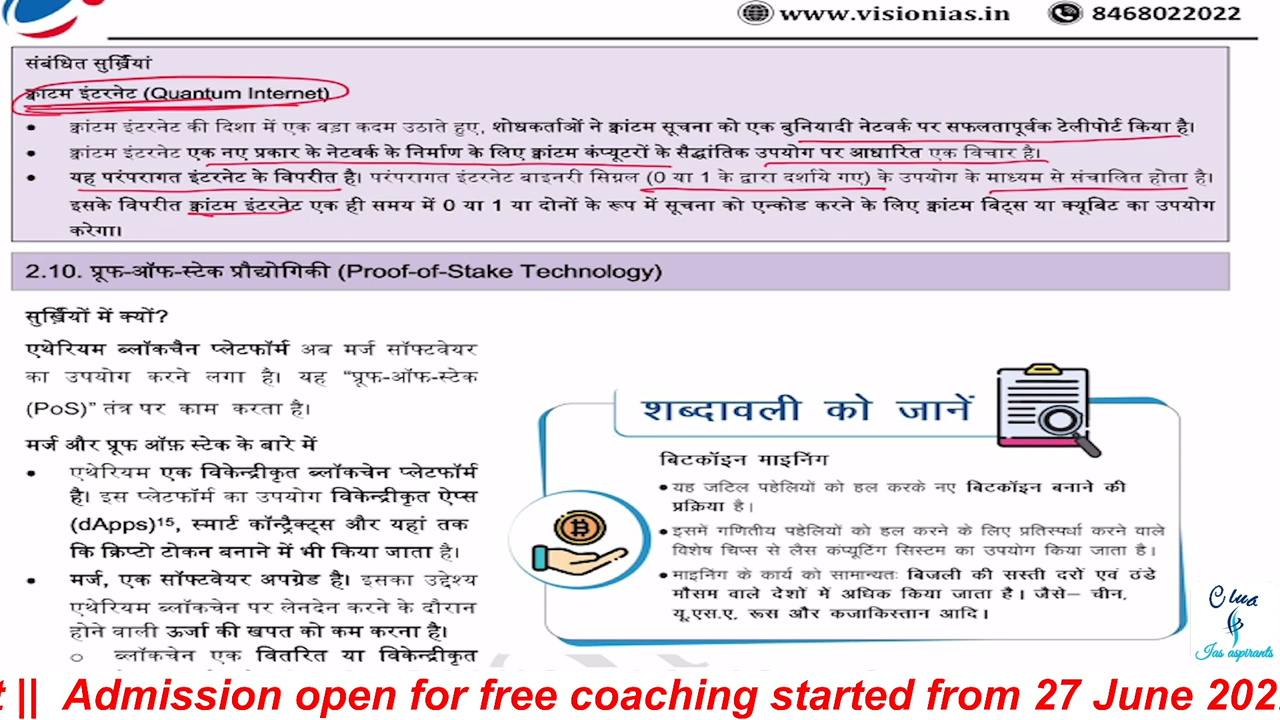 www.visionias.in 8468022022
संबंधित सुर्ख़ियां
क्वांटम इंटरनेट (Quantum Internet)
• क्वांटम इंटरनेट की दिशा में एक बड़ा कदम उठाते हुए, शोधकर्ताओं ने क्वांटम सूचना को एक बुनियादी नेटवर्क पर सफलतापूर्वक टेलीपोर्ट किया है।
• क्वांटम इंटरनेट एक नए प्रकार के नेटवर्क के निर्माण के लिए क्वांटम कंप्यूटरों के सैद्धांतिक उपयोग पर आधारित एक विचार है।
• यह परंपरागत इंटरनेट के विपरीत है। परंपरागत इंटरनेट बाइनरी सिग्नल (0 या 1 के द्वारा दर्शाये गए) के उपयोग के माध्यम से संचालित होता है।
इसके विपरीत क्वांटम इंटरनेट एक ही समय में 0 या 1 या दोनों के रूप में सूचना को एन्कोड करने के लिए क्वांटम बिट्स या क्यूबिट का उपयोग
करेगा।
2.10. प्रूफ-ऑफ-स्टेक प्रौद्योगिकी (Proof-of-Stake Technology)
सुर्ख़ियों में क्यों?
एथेरियम ब्लॉकचैन प्लेटफॉर्म अब मर्ज सॉफ्टवेयर
का उपयोग करने लगा है। यह “प्रूफ-ऑफ-स्टेक
(PoS)” तंत्र पर काम करता है।
मर्ज और प्रूफ ऑफ़ स्टेक के बारे में
• एथेरियम एक विकेन्द्रीकृत ब्लॉकचेन प्लेटफॉर्म
है। इस प्लेटफॉर्म का उपयोग विकेन्द्रीकृत ऐप्स
(dApps)15, स्मार्ट कॉन्ट्रैक्ट्स और यहां तक
कि क्रिप्टो टोकन बनाने में भी किया जाता है।
• मर्ज, एक सॉफ्टवेयर अपग्रेड है। इसका उद्देश्य
एथेरियम ब्लॉकचेन पर लेनदेन करने के दौरान
होने वाली ऊर्जा की खपत को कम करना है।
○ ब्लॉकचेन एक वितरित या विकेन्द्रीकृत
शब्दावली को जानें
बिटकॉइन माइनिंग
• यह जटिल पहेलियों को हल करके नए बिटकॉइन बनाने की
प्रक्रिया है।
• इसमें गणितीय पहेलियों को हल करने के लिए प्रतिस्पर्धा करने वाले
विशेष चिप्स से लैस कंप्यूटिंग सिस्टम का उपयोग किया जाता है।
• माइनिंग के कार्य को सामान्यतः बिजली की सस्ती दरों एवं ठंडे
मौसम वाले देशों में अधिक किया जाता है। जैसे– चीन,
यू.एस.ए., रूस और कजाकिस्तान आदि।
Ias aspirants
t || Admission open for free coaching started from 27 June 202